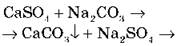 CaSO₄ + Na₂CO₃ →
→ CaCO₃↓ + Na₂SO₄ →